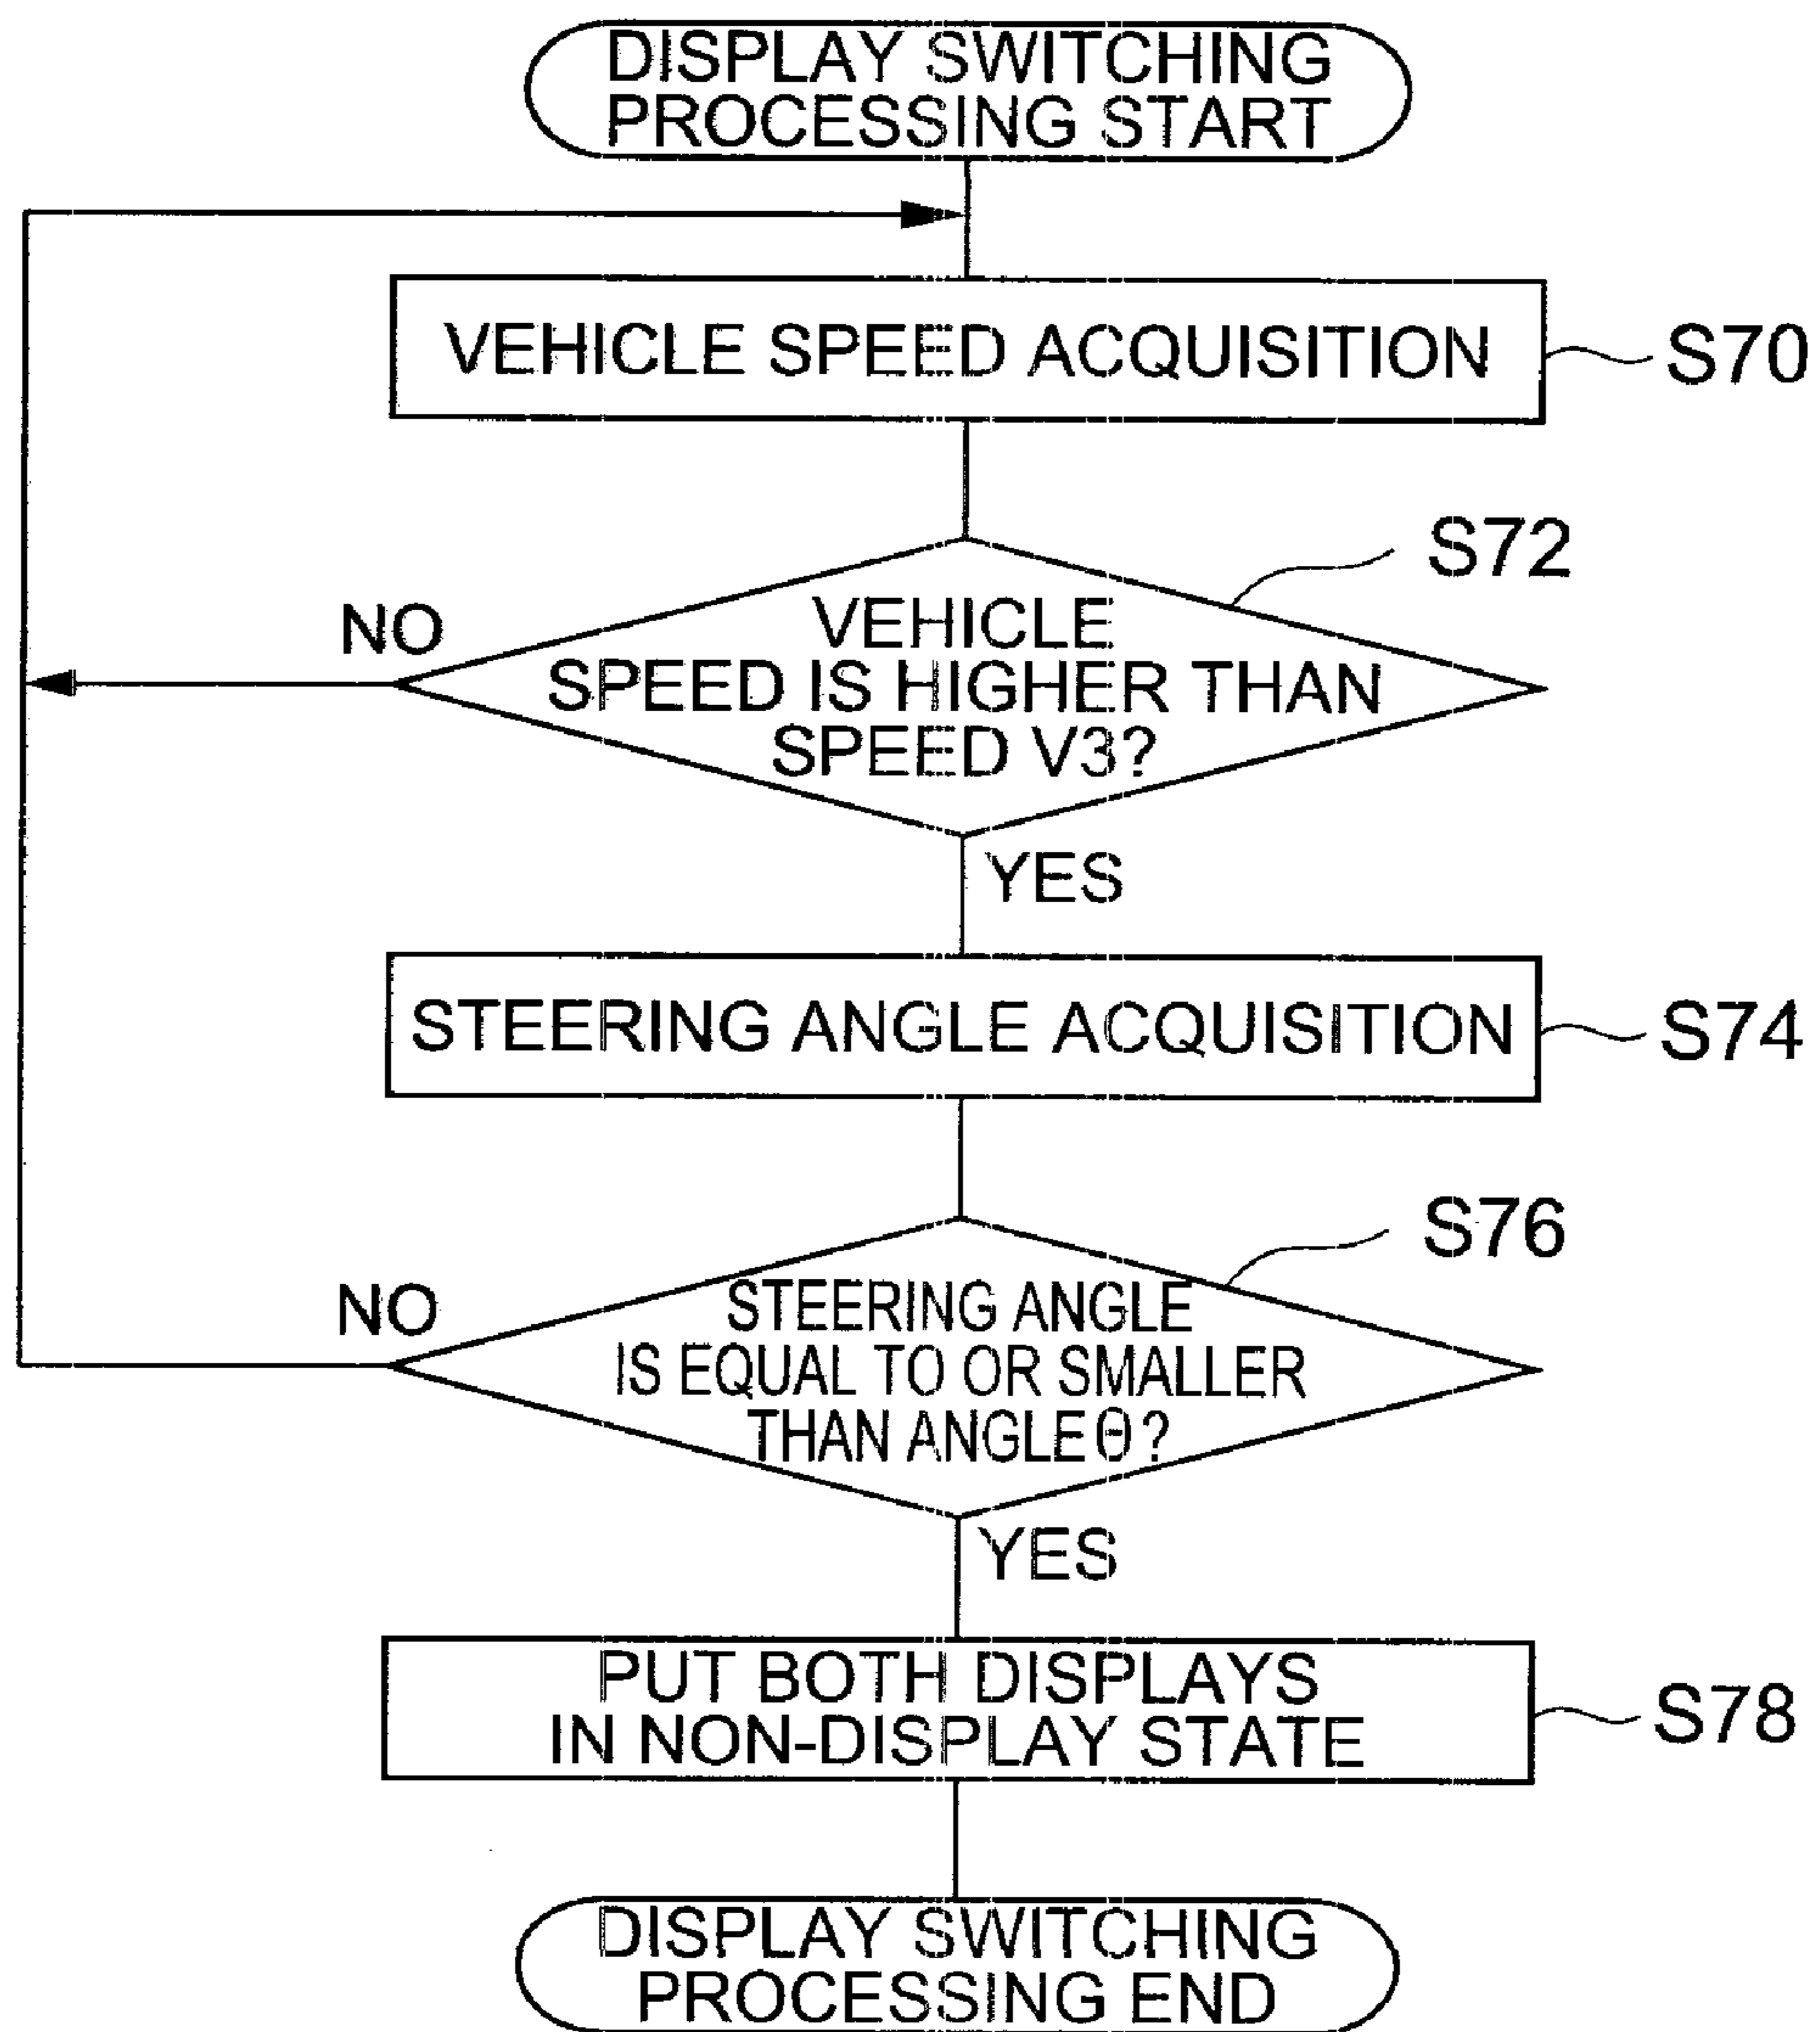 DISPLAY SWITCHING
PROCESSING START
VEHICLE SPEED ACQUISITION
S70
S72
NO
VEHICLE
SPEED IS HIGHER THAN
SPEED V3?
YES
STEERING ANGLE ACQUISITION
S74
S76
NO
STEERING ANGLE
IS EQUAL TO OR SMALLER
THAN ANGLE θ?
YES
PUT BOTH DISPLAYS
IN NON-DISPLAY STATE
S78
DISPLAY SWITCHING
PROCESSING END